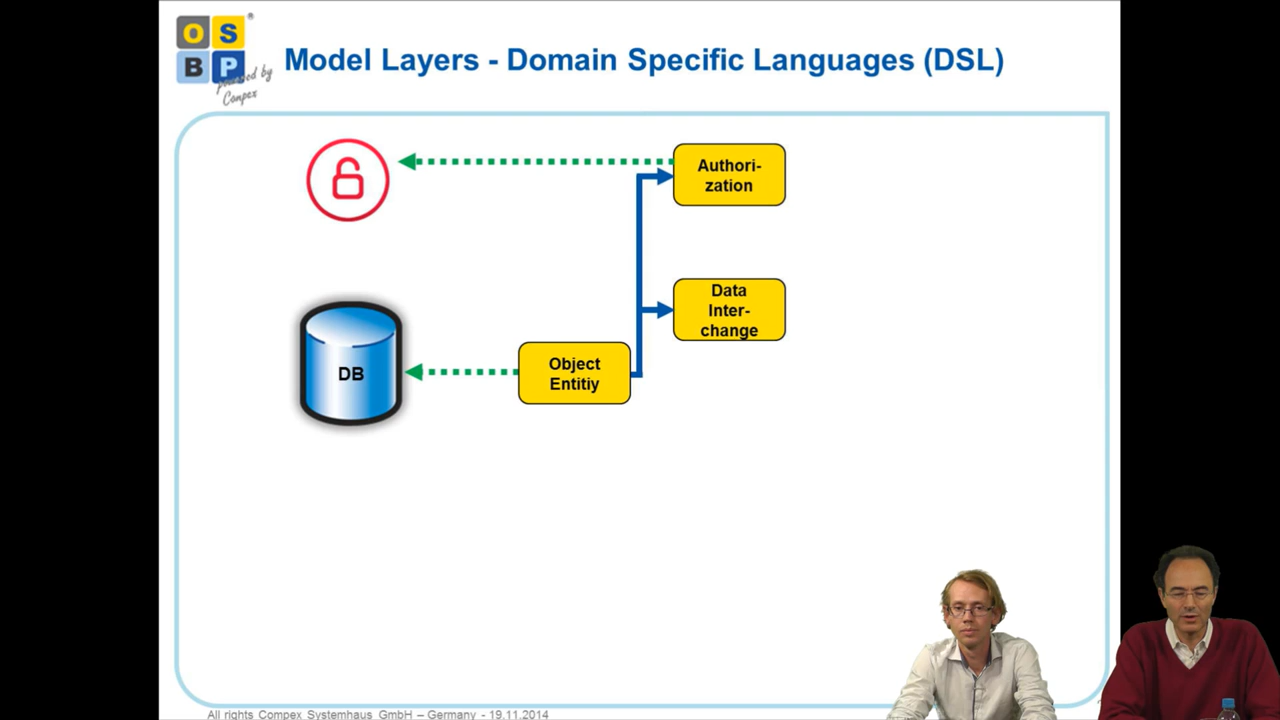 O S ®
B P
powered by
Compex
Model Layers - Domain Specific Languages (DSL)
Authori-
zation
Data
Inter-
change
Object
Entitiy
DB
All rights Compex Systemhaus GmbH – Germany - 19.11.2014